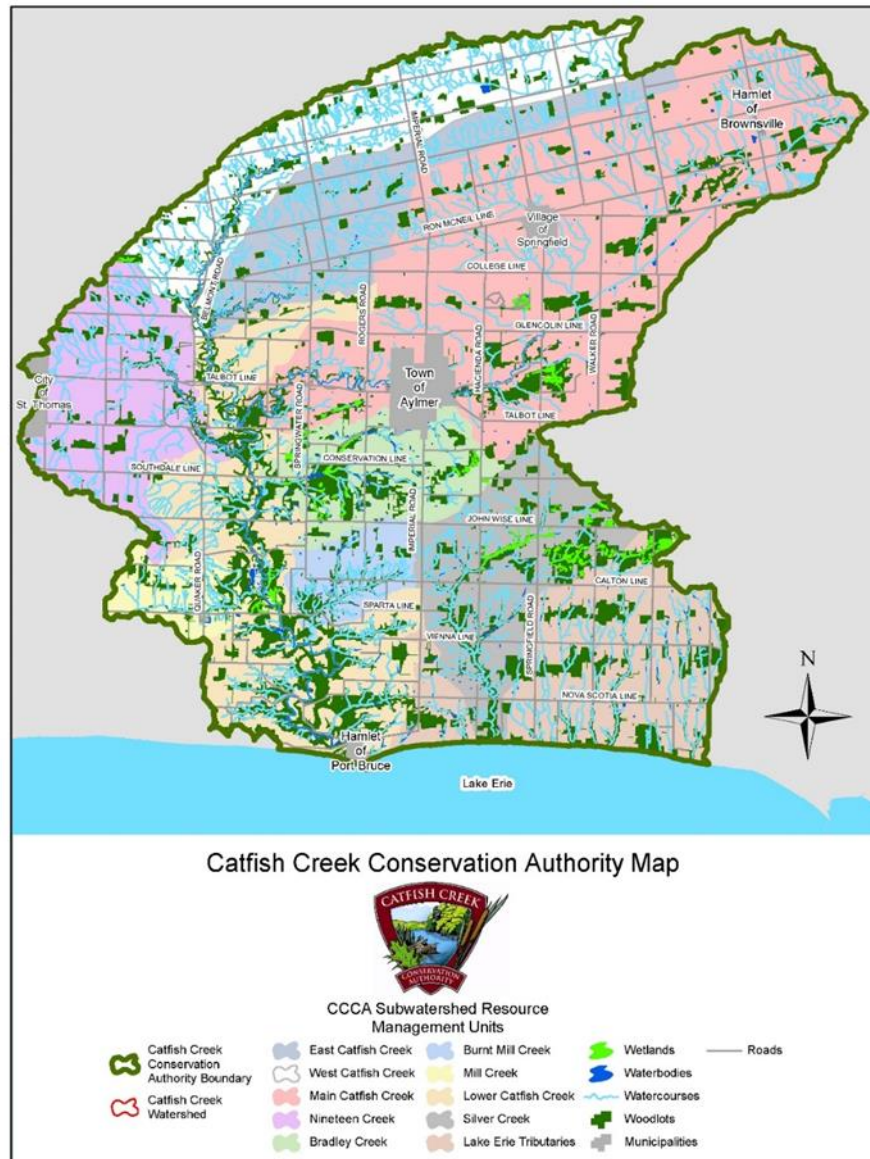 IMPERIAL ROAD
Hamlet
of
Brownsville
RON MCNEIL LINE
Village
of
Springfield
COLLEGE LINE
BELMONT ROAD
ROGERS ROAD
GLENCOLIN LINE
HACIENDA ROAD
WALKER ROAD
City
of
St. Thomas
TALBOT LINE
Town
of
Aylmer
TALBOT LINE
SPRINGWATER ROAD
CONSERVATION LINE
SOUTHDALE LINE
IMPERIAL ROAD
JOHN WISE LINE
QUAKER ROAD
CALTON LINE
SPARTA LINE
VIENNA LINE
SPRINGFIELD ROAD
NOVA SCOTIA LINE
N
Hamlet
of
Port Bruce
Lake Erie
Catfish Creek Conservation Authority Map
CATFISH CREEK
CONSERVATION
AUTHORITY
CCCA Subwatershed Resource
Management Units
Catfish Creek
Conservation
Authority Boundary
Catfish Creek
Watershed
East Catfish Creek
West Catfish Creek
Main Catfish Creek
Nineteen Creek
Bradley Creek
Burnt Mill Creek
Mill Creek
Lower Catfish Creek
Silver Creek
Lake Erie Tributaries
Wetlands
Waterbodies
Watercourses
Woodlots
Municipalities
Roads